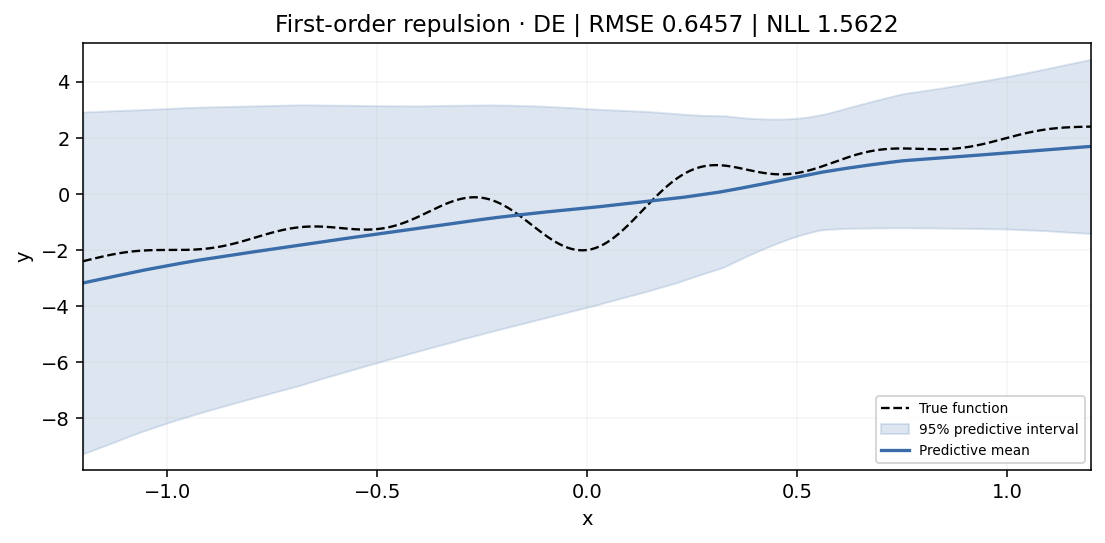 First-order repulsion · DE | RMSE 0.6457 | NLL 1.5622
4
2
0
−2
−4
−6
−8
y
−1.0 −0.5 0.0 0.5 1.0
x
True function
95% predictive interval
Predictive mean